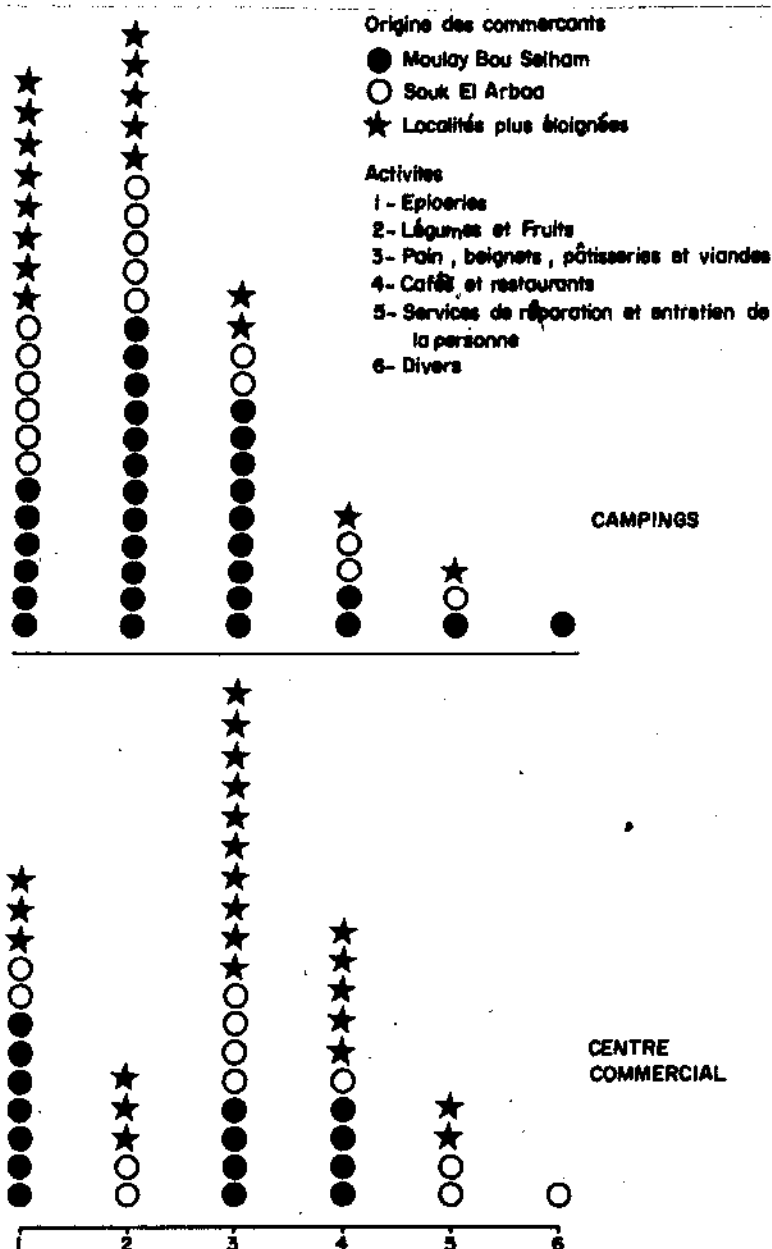 Origine des commercants
Moulay Bou Selham
Souk El Arbaa
Localités plus éloignées
Activites
1- Epiceries
2- Légumes et Fruits
3- Pain, beignets, pâtisseries et viandes
4- Cafés et restaurants
5- Services de réparation et entretien de
la personne
6- Divers
CAMPINGS
CENTRE
COMMERCIAL
1 2 3 4 5 6